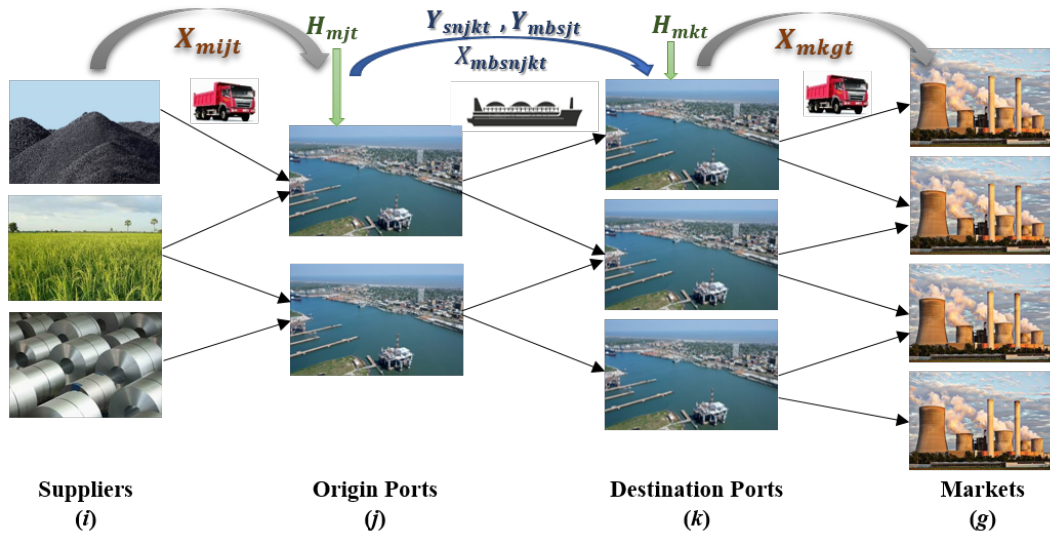 X_mijt
H_mjt
Y_snjkt , Y_mbsjt
X_mbsnjkt
H_mkt
X_mkgt
Suppliers
(i)
Origin Ports
(j)
Destination Ports
(k)
Markets
(g)